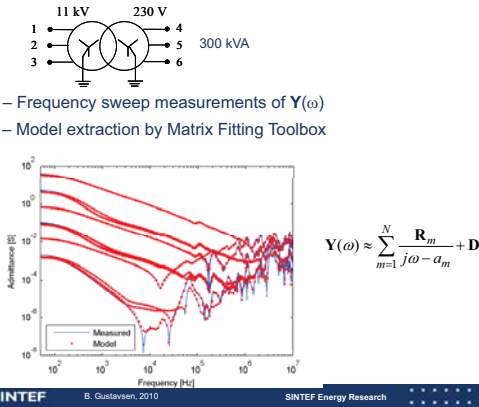 11 kV 230 V
1 4
2 5 300 kVA
3 6
– Frequency sweep measurements of Y(ω)
– Model extraction by Matrix Fitting Toolbox
10^2
10^0
10^-2
10^-4
10^-6
10^-8
Admittance [S]
Measured
Model
10^2 10^3 10^4 10^5 10^6 10^7
Frequency [Hz]
Y(ω) ≈ ∑_{m=1}^{N} R_m / (jω − a_m) + D
INTEF B. Gustavsen, 2010 SINTEF Energy Research